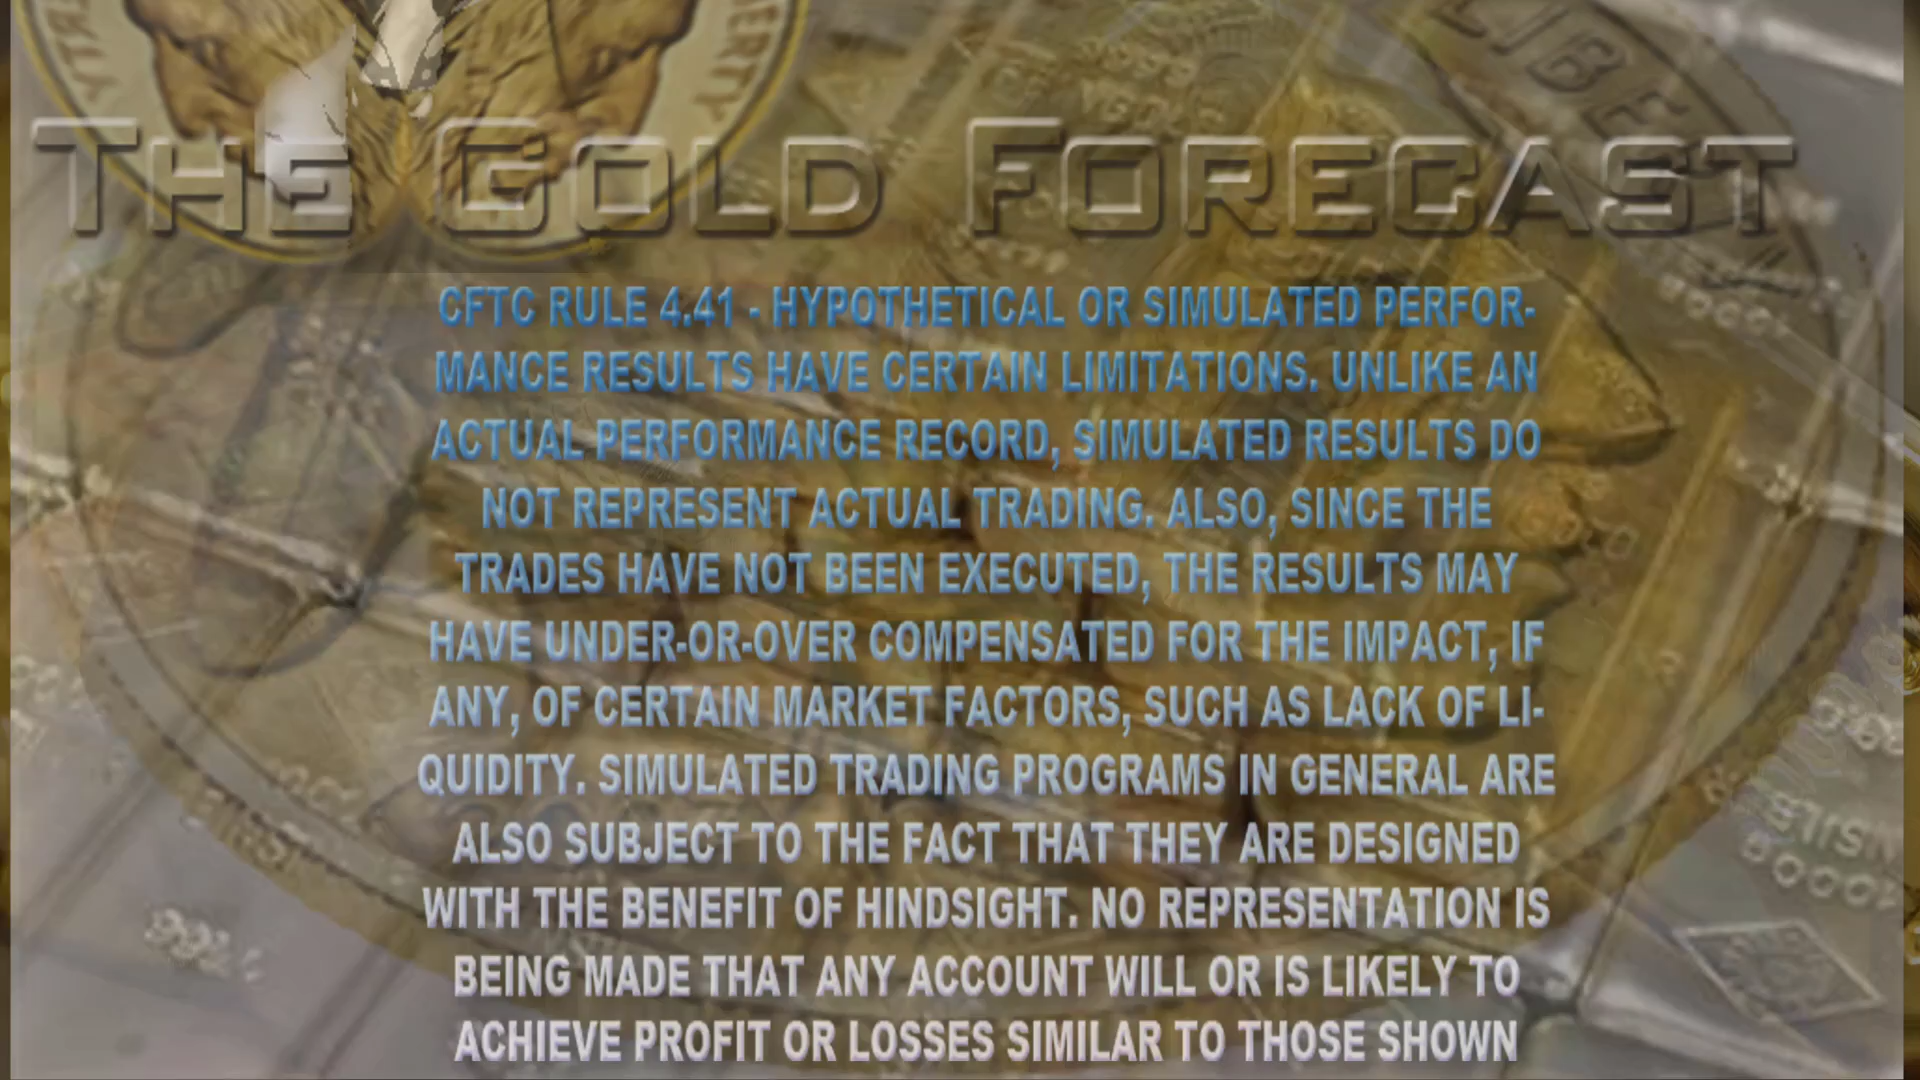 LIBERTY
LIBE
The Gold Forecast
CFTC RULE 4.41 - HYPOTHETICAL OR SIMULATED PERFOR-
MANCE RESULTS HAVE CERTAIN LIMITATIONS. UNLIKE AN
ACTUAL PERFORMANCE RECORD, SIMULATED RESULTS DO
NOT REPRESENT ACTUAL TRADING. ALSO, SINCE THE
TRADES HAVE NOT BEEN EXECUTED, THE RESULTS MAY
HAVE UNDER-OR-OVER COMPENSATED FOR THE IMPACT, IF
ANY, OF CERTAIN MARKET FACTORS, SUCH AS LACK OF LI-
QUIDITY. SIMULATED TRADING PROGRAMS IN GENERAL ARE
ALSO SUBJECT TO THE FACT THAT THEY ARE DESIGNED
WITH THE BENEFIT OF HINDSIGHT. NO REPRESENTATION IS
BEING MADE THAT ANY ACCOUNT WILL OR IS LIKELY TO
ACHIEVE PROFIT OR LOSSES SIMILAR TO THOSE SHOWN